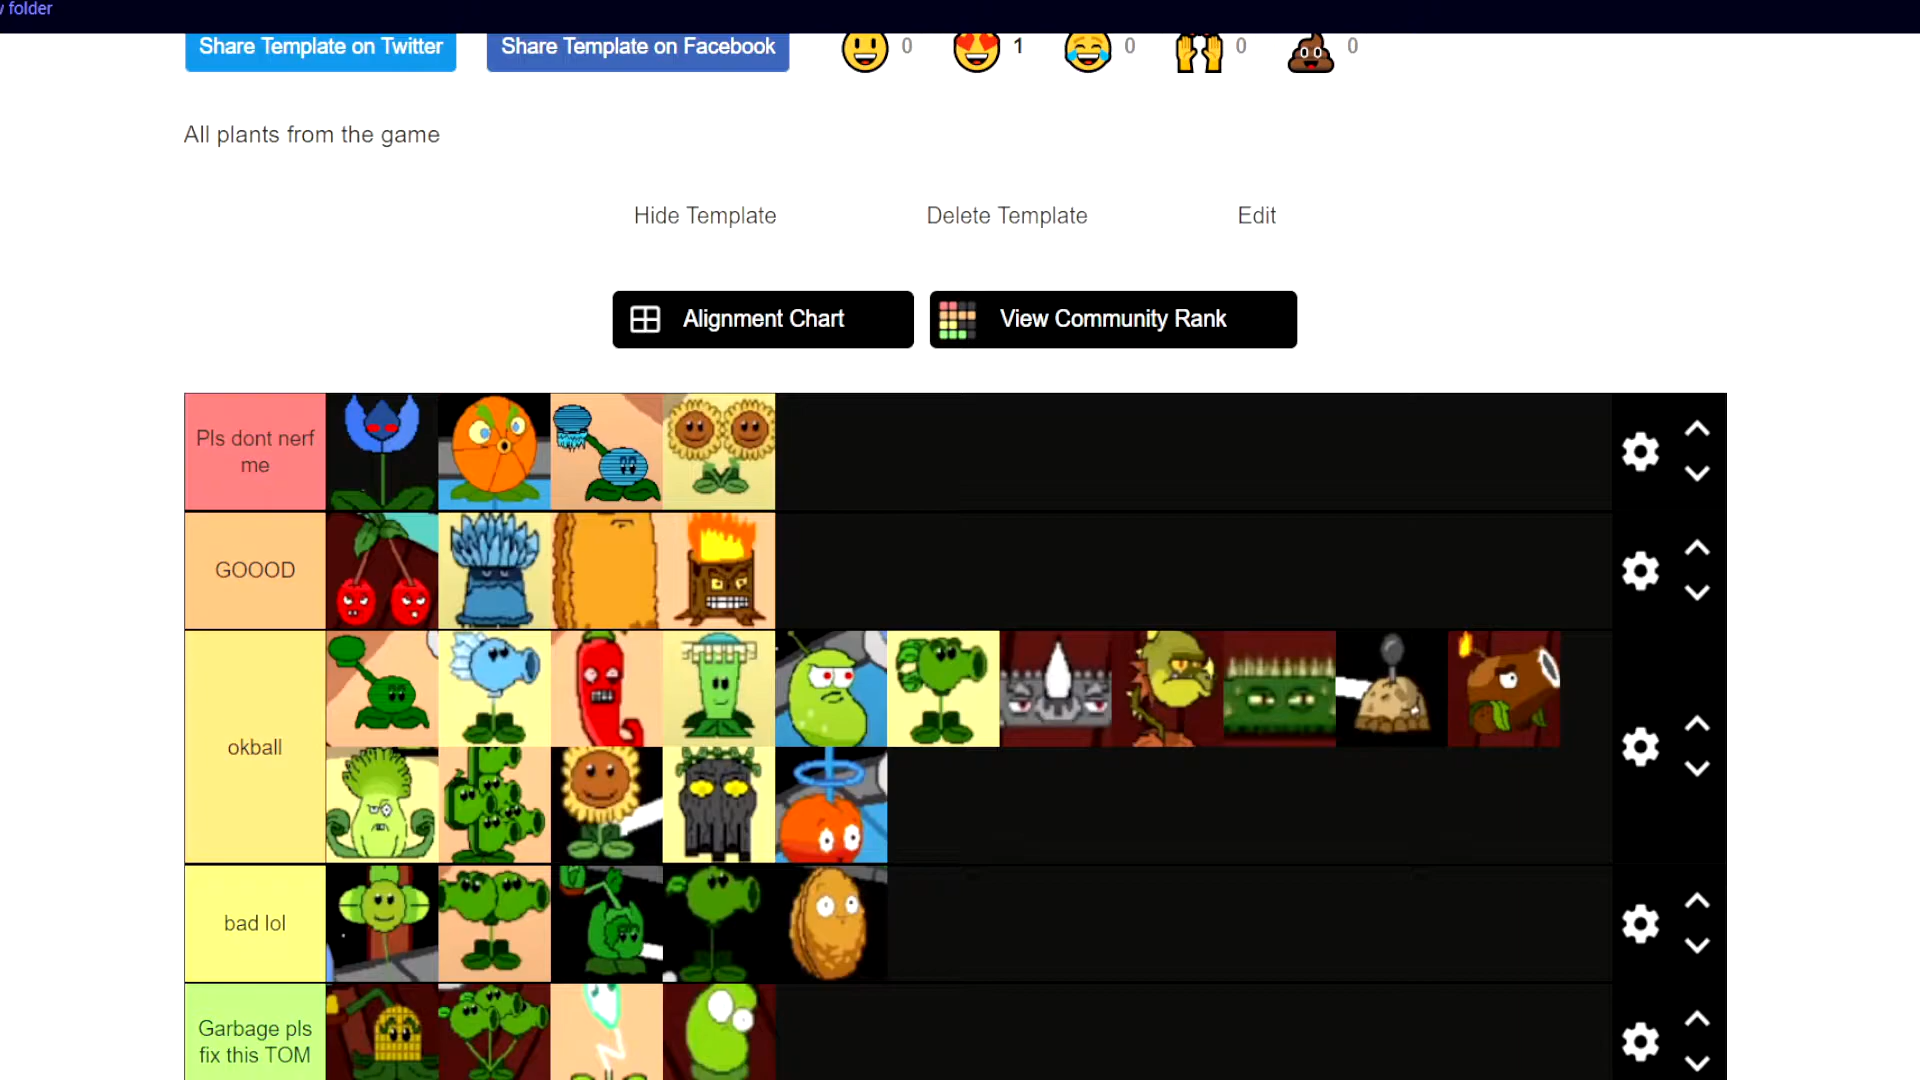 folder
Share Template on Twitter
Share Template on Facebook
0
1
0
0
0
All plants from the game
Hide Template
Delete Template
Edit
Alignment Chart
View Community Rank
Pls dont nerf
me
GOOOD
okball
bad lol
Garbage pls
fix this TOM